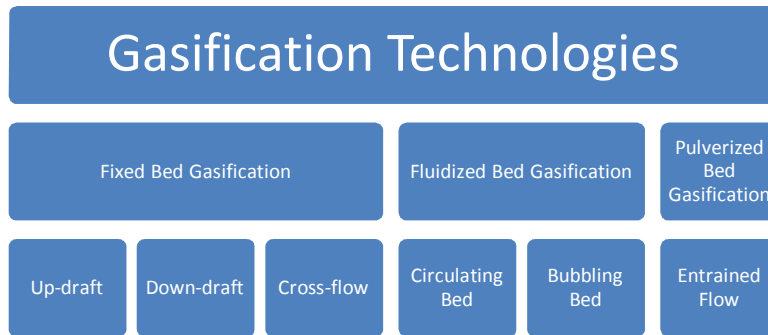 Gasification Technologies
Fixed Bed Gasification
Fluidized Bed Gasification
Pulverized
Bed
Gasification
Up-draft
Down-draft
Cross-flow
Circulating
Bed
Bubbling
Bed
Entrained
Flow